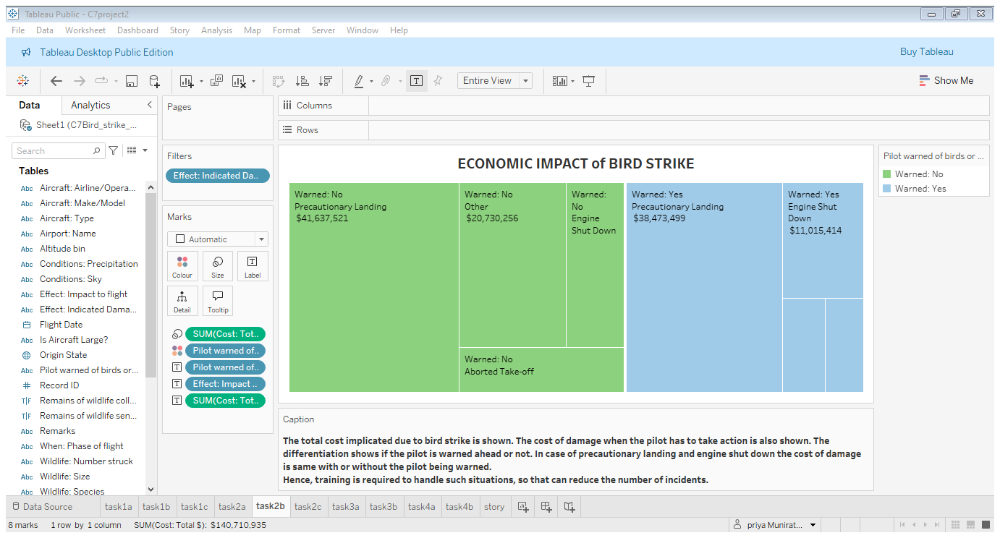 Tableau Public - C7project2
File Data Worksheet Dashboard Story Analysis Map Format Server Window Help
Tableau Desktop Public Edition
Buy Tableau
Entire View
Show Me
Data
Analytics
Sheet1 (C7Bird_strike_...
Search
Tables
Abc Aircraft: Airline/Opera...
Abc Aircraft: Make/Model
Abc Aircraft: Type
Abc Airport: Name
Abc Altitude bin
Abc Conditions: Precipitation
Abc Conditions: Sky
Abc Effect: Impact to flight
Abc Effect: Indicated Dama...
Flight Date
Abc Is Aircraft Large?
Origin State
Abc Pilot warned of birds or...
# Record ID
T|F Remains of wildlife coll...
T|F Remains of wildlife sen...
Abc Remarks
Abc When: Phase of flight
Abc Wildlife: Number struck
Abc Wildlife: Size
Abc Wildlife: Species
Pages
Filters
Effect: Indicated Da..
Marks
Automatic
Colour
Size
Label
Detail
Tooltip
SUM(Cost: Tot..
Pilot warned of..
Pilot warned of..
Effect: Impact ..
SUM(Cost: Tot..
Columns
Rows
ECONOMIC IMPACT of BIRD STRIKE
Warned: No
Precautionary Landing
$41,637,521
Warned: No
Other
$20,730,256
Warned:
No
Engine
Shut Down
Warned: No
Aborted Take-off
Warned: Yes
Precautionary Landing
$38,473,499
Warned: Yes
Engine Shut
Down
$11,015,414
Pilot warned of birds or ...
Warned: No
Warned: Yes
Caption
The total cost implicated due to bird strike is shown. The cost of damage when the pilot has to take action is also shown. The
differentiation shows if the pilot is warned ahead or not. In case of precautionary landing and engine shut down the cost of damage
is same with or without the pilot being warned.
Hence, training is required to handle such situations, so that can reduce the number of incidents.
Data Source
task1a
task1b
task1c
task2a
task2b
task2c
task3a
task3b
task4a
task4b
story
8 marks
1 row by 1 column
SUM(Cost: Total $): $140,710,935
priya Munirat...